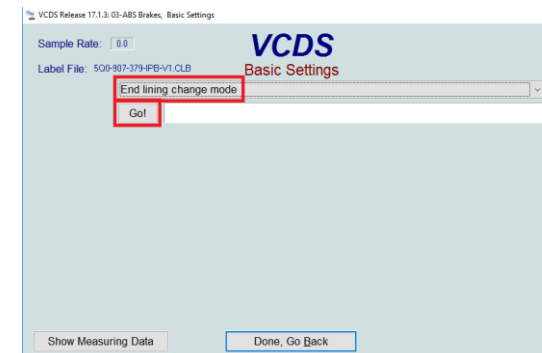 VCDS Release 17.1.3: 03-ABS Brakes, Basic Settings
Sample Rate: 0.0
VCDS
Label File: 5Q0-907-379-IPB-V1.CLB
Basic Settings
End lining change mode
Go!
Show Measuring Data
Done, Go Back